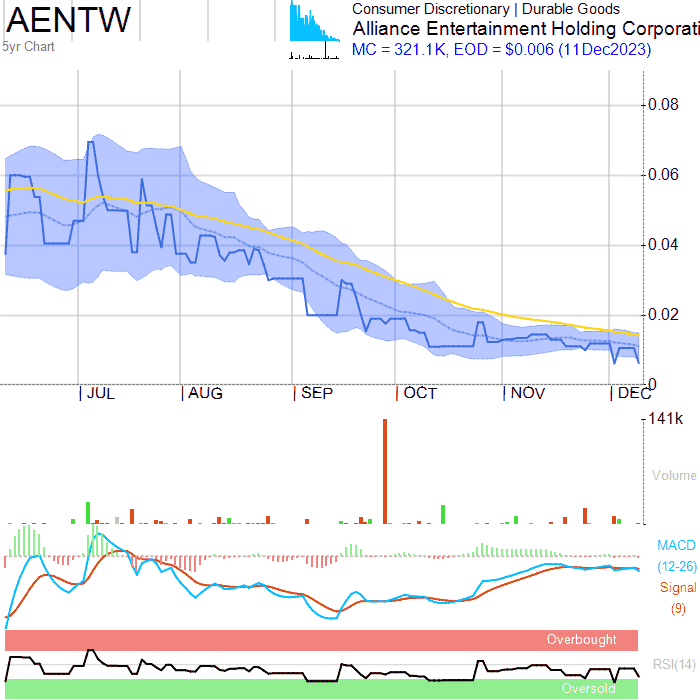 AENTW
5yr Chart
Consumer Discretionary | Durable Goods
Alliance Entertainment Holding Corporati
MC = 321.1K, EOD = $0.006 (11Dec2023)
0.08
0.06
0.04
0.02
0
| JUL | AUG | SEP | OCT | NOV | DEC
141k
Volume
MACD
(12-26)
Signal
(9)
Overbought
RSI(14)
Oversold